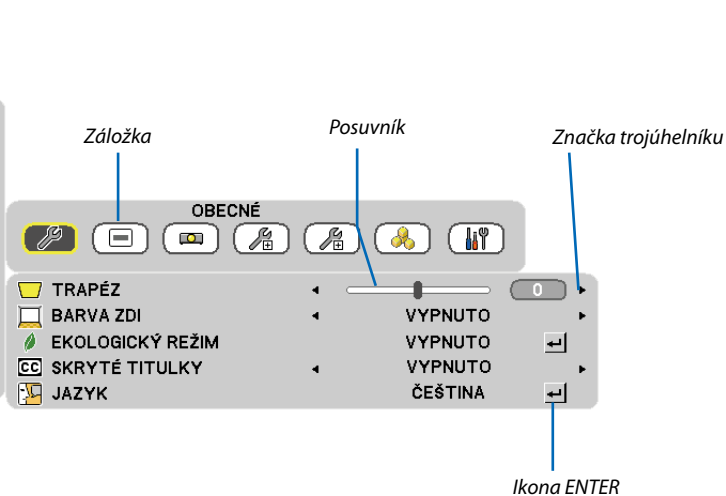 Záložka
Posuvník
Značka trojúhelníku
OBECNÉ
TRAPÉZ 0
BARVA ZDI VYPNUTO
EKOLOGICKÝ REŽIM VYPNUTO
CC SKRYTÉ TITULKY VYPNUTO
JAZYK ČEŠTINA
Ikona ENTER